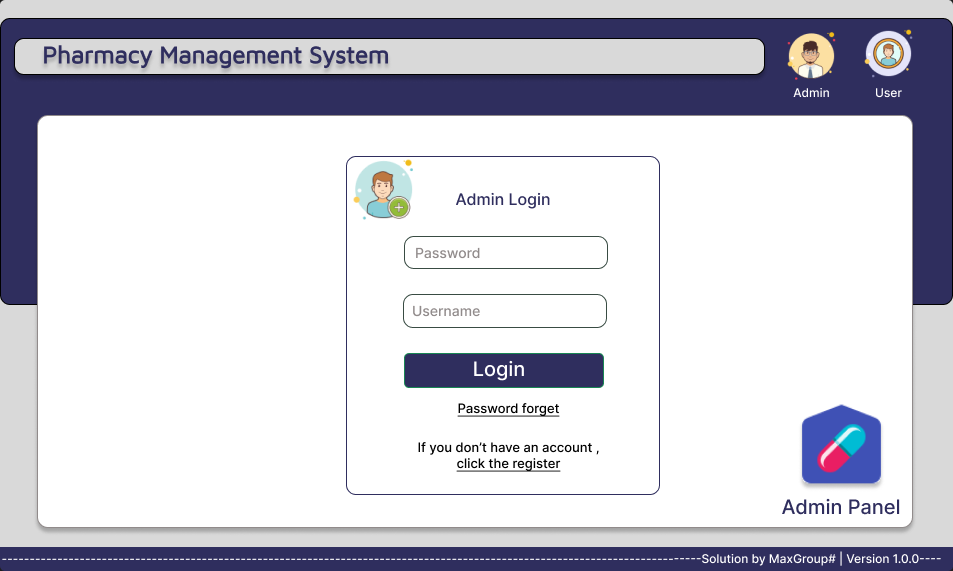 Pharmacy Management System
Admin
User
Admin Login
Password
Username
Login
Password forget
If you don't have an account ,
click the register
Admin Panel
-----------------------------------------------------------------------------------------------------------------------------Solution by MaxGroup# | Version 1.0.0----